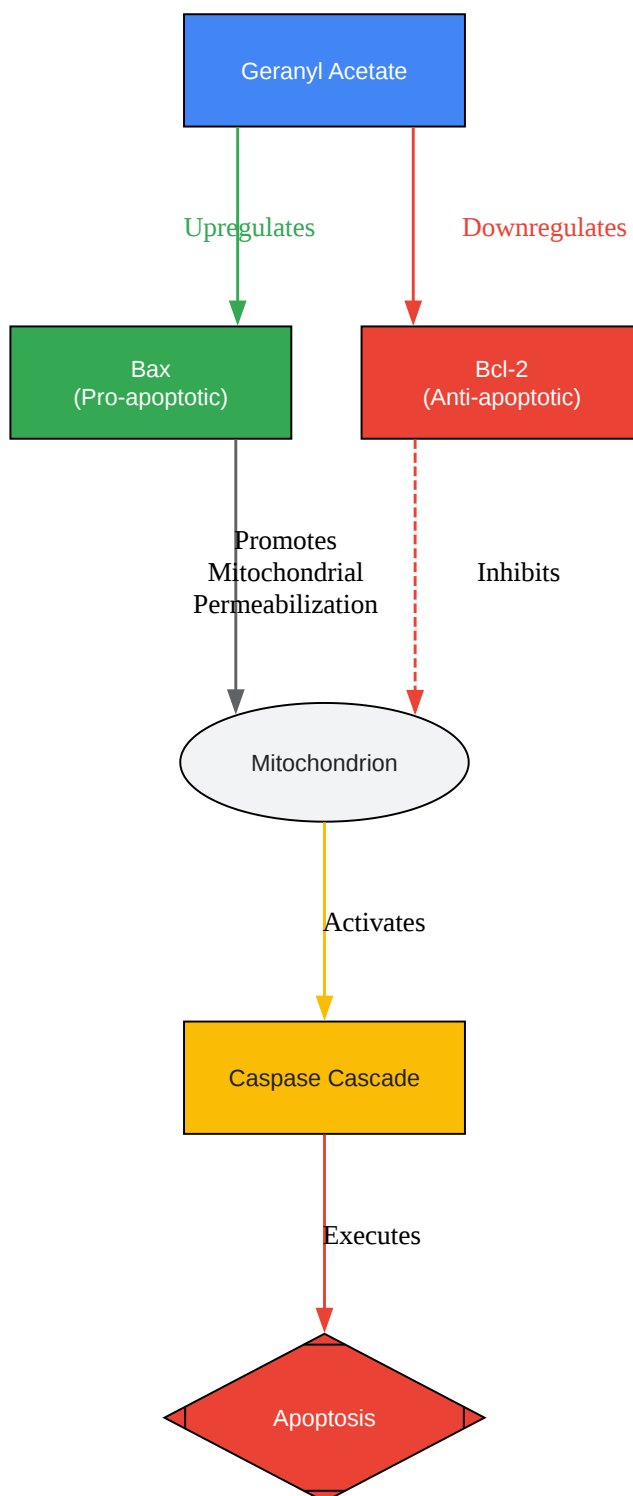 Geranyl Acetate
Upregulates
Downregulates
Bax
(Pro-apoptotic)
Bcl-2
(Anti-apoptotic)
Promotes
Mitochondrial
Permeabilization
Inhibits
Mitochondrion
Activates
Caspase Cascade
Executes
Apoptosis